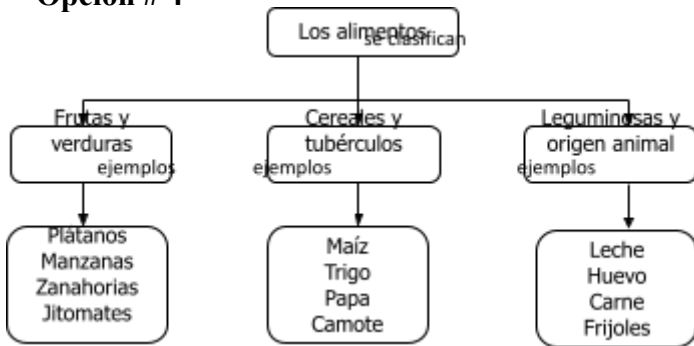 Opción # 4
Los alimentos
se clasifican
Frutas y
verduras
ejemplos
Plátanos
Manzanas
Zanahorias
Jitomates
Cereales y
tubérculos
ejemplos
Maíz
Trigo
Papa
Camote
Leguminosas y
origen animal
ejemplos
Leche
Huevo
Carne
Frijoles